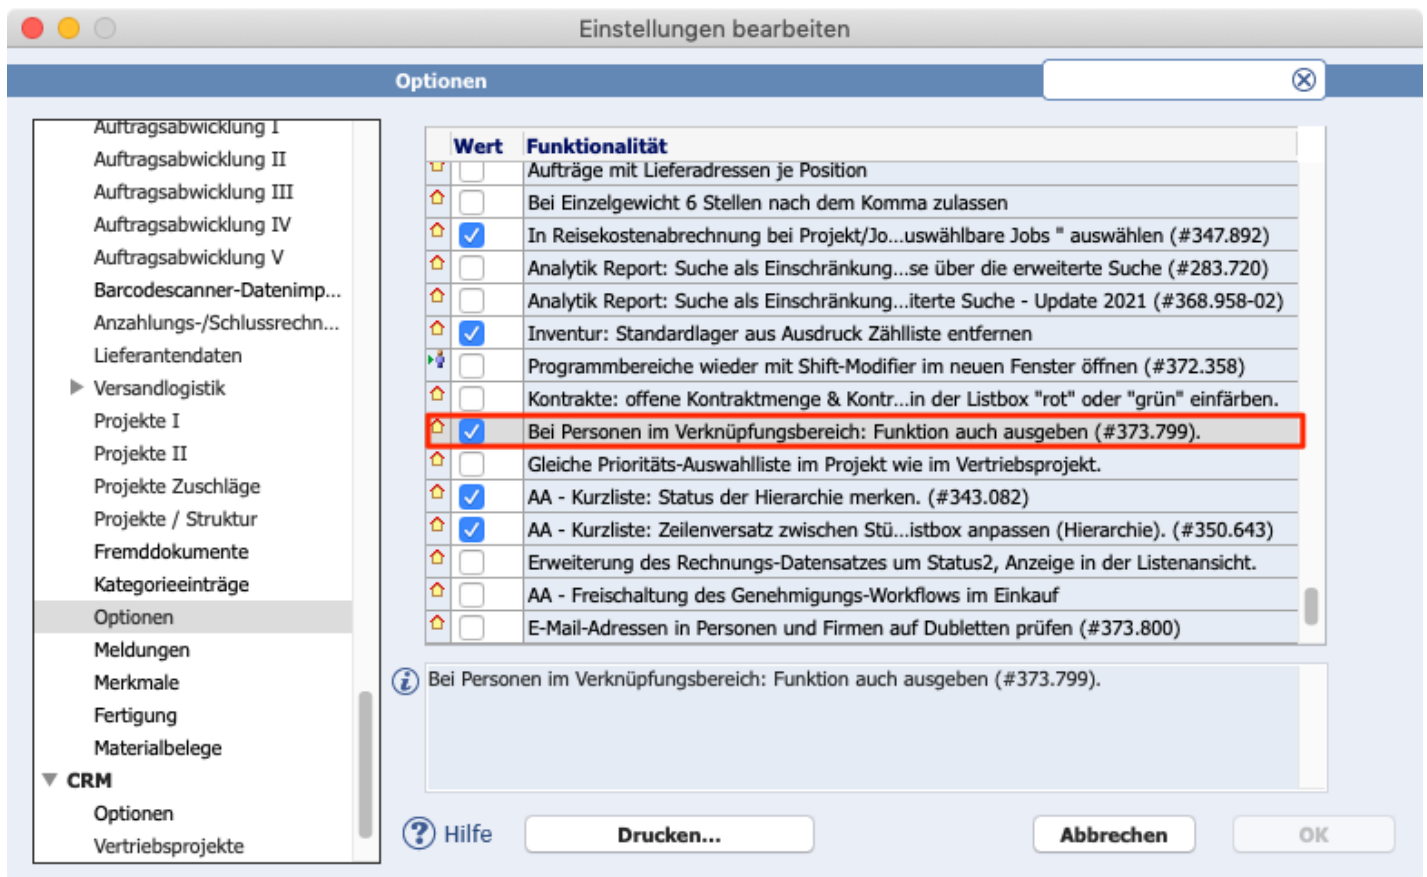 Einstellungen bearbeiten
Optionen
Auftragsabwicklung I
Auftragsabwicklung II
Auftragsabwicklung III
Auftragsabwicklung IV
Auftragsabwicklung V
Barcodescanner-Datenimp...
Anzahlungs-/Schlussrechn...
Lieferantendaten
Versandlogistik
Projekte I
Projekte II
Projekte Zuschläge
Projekte / Struktur
Fremddokumente
Kategorieeinträge
Optionen
Meldungen
Merkmale
Fertigung
Materialbelege
CRM
Optionen
Vertriebsprojekte
Wert Funktionalität
Aufträge mit Lieferadressen je Position
Bei Einzelgewicht 6 Stellen nach dem Komma zulassen
In Reisekostenabrechnung bei Projekt/Jo...uswählbare Jobs " auswählen (#347.892)
Analytik Report: Suche als Einschränkung...se über die erweiterte Suche (#283.720)
Analytik Report: Suche als Einschränkung...iterte Suche - Update 2021 (#368.958-02)
Inventur: Standardlager aus Ausdruck Zählliste entfernen
Programmbereiche wieder mit Shift-Modifier im neuen Fenster öffnen (#372.358)
Kontrakte: offene Kontraktmenge & Kontr...in der Listbox "rot" oder "grün" einfärben.
Bei Personen im Verknüpfungsbereich: Funktion auch ausgeben (#373.799).
Gleiche Prioritäts-Auswahlliste im Projekt wie im Vertriebsprojekt.
AA - Kurzliste: Status der Hierarchie merken. (#343.082)
AA - Kurzliste: Zeilenversatz zwischen Stü...istbox anpassen (Hierarchie). (#350.643)
Erweiterung des Rechnungs-Datensatzes um Status2, Anzeige in der Listenansicht.
AA - Freischaltung des Genehmigungs-Workflows im Einkauf
E-Mail-Adressen in Personen und Firmen auf Dubletten prüfen (#373.800)
Bei Personen im Verknüpfungsbereich: Funktion auch ausgeben (#373.799).
Hilfe
Drucken...
Abbrechen
OK